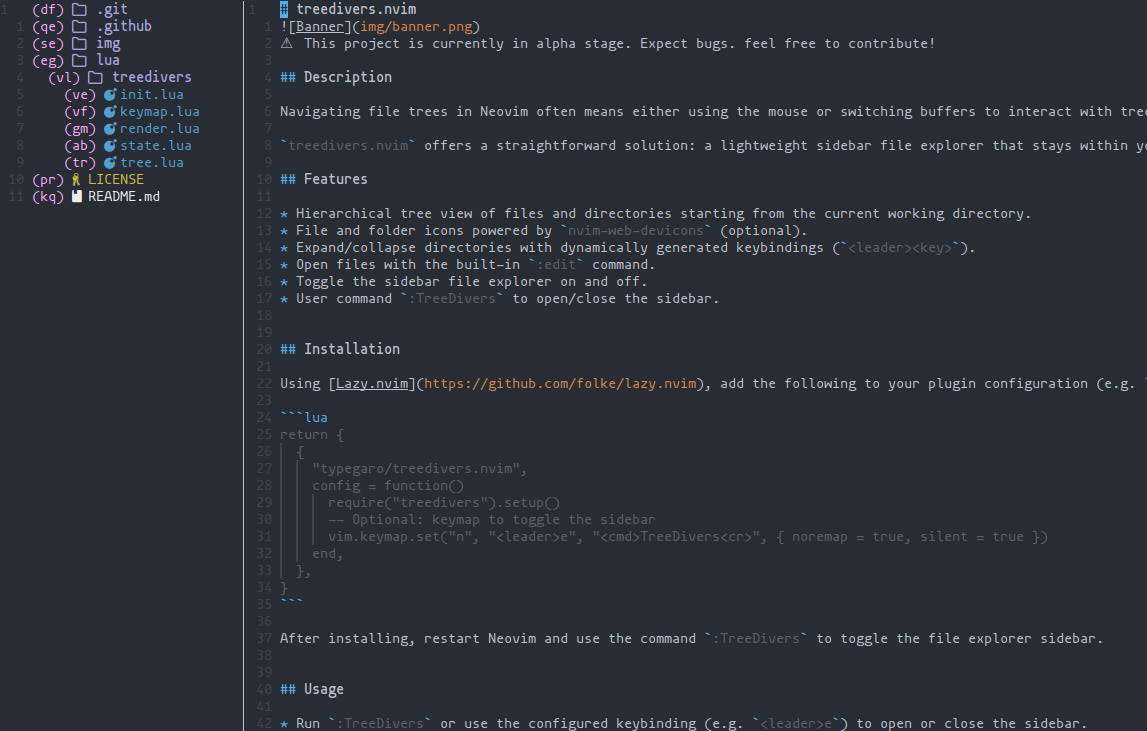 1 (df) .git
1 (qe) .github
2 (se) img
3 (eg) lua
4 (vl) treedivers
5 (ve) init.lua
6 (vf) keymap.lua
7 (gm) render.lua
8 (ab) state.lua
9 (tr) tree.lua
10 (pr) LICENSE
11 (kq) README.md
1 # treedivers.nvim
1 ![Banner](img/banner.png)
2 ⚠ This project is currently in alpha stage. Expect bugs. feel free to contribute!
3
4 ## Description
5
6 Navigating file trees in Neovim often means either using the mouse or switching buffers to interact with tre
7
8 `treedivers.nvim` offers a straightforward solution: a lightweight sidebar file explorer that stays within y
9
10 ## Features
11
12 * Hierarchical tree view of files and directories starting from the current working directory.
13 * File and folder icons powered by `nvim-web-devicons` (optional).
14 * Expand/collapse directories with dynamically generated keybindings (`<leader><key>`).
15 * Open files with the built-in `:edit` command.
16 * Toggle the sidebar file explorer on and off.
17 * User command `:TreeDivers` to open/close the sidebar.
18
19
20 ## Installation
21
22 Using [Lazy.nvim](https://github.com/folke/lazy.nvim), add the following to your plugin configuration (e.g. `
23
24 ```lua
25 return {
26 {
27 "typegaro/treedivers.nvim",
28 config = function()
29 require("treedivers").setup()
30 -- Optional: keymap to toggle the sidebar
31 vim.keymap.set("n", "<leader>e", "<cmd>TreeDivers<cr>", { noremap = true, silent = true })
32 end,
33 },
34 }
35 ```
36
37 After installing, restart Neovim and use the command `:TreeDivers` to toggle the file explorer sidebar.
38
39
40 ## Usage
41
42 * Run `:TreeDivers` or use the configured keybinding (e.g. `<leader>e`) to open or close the sidebar.